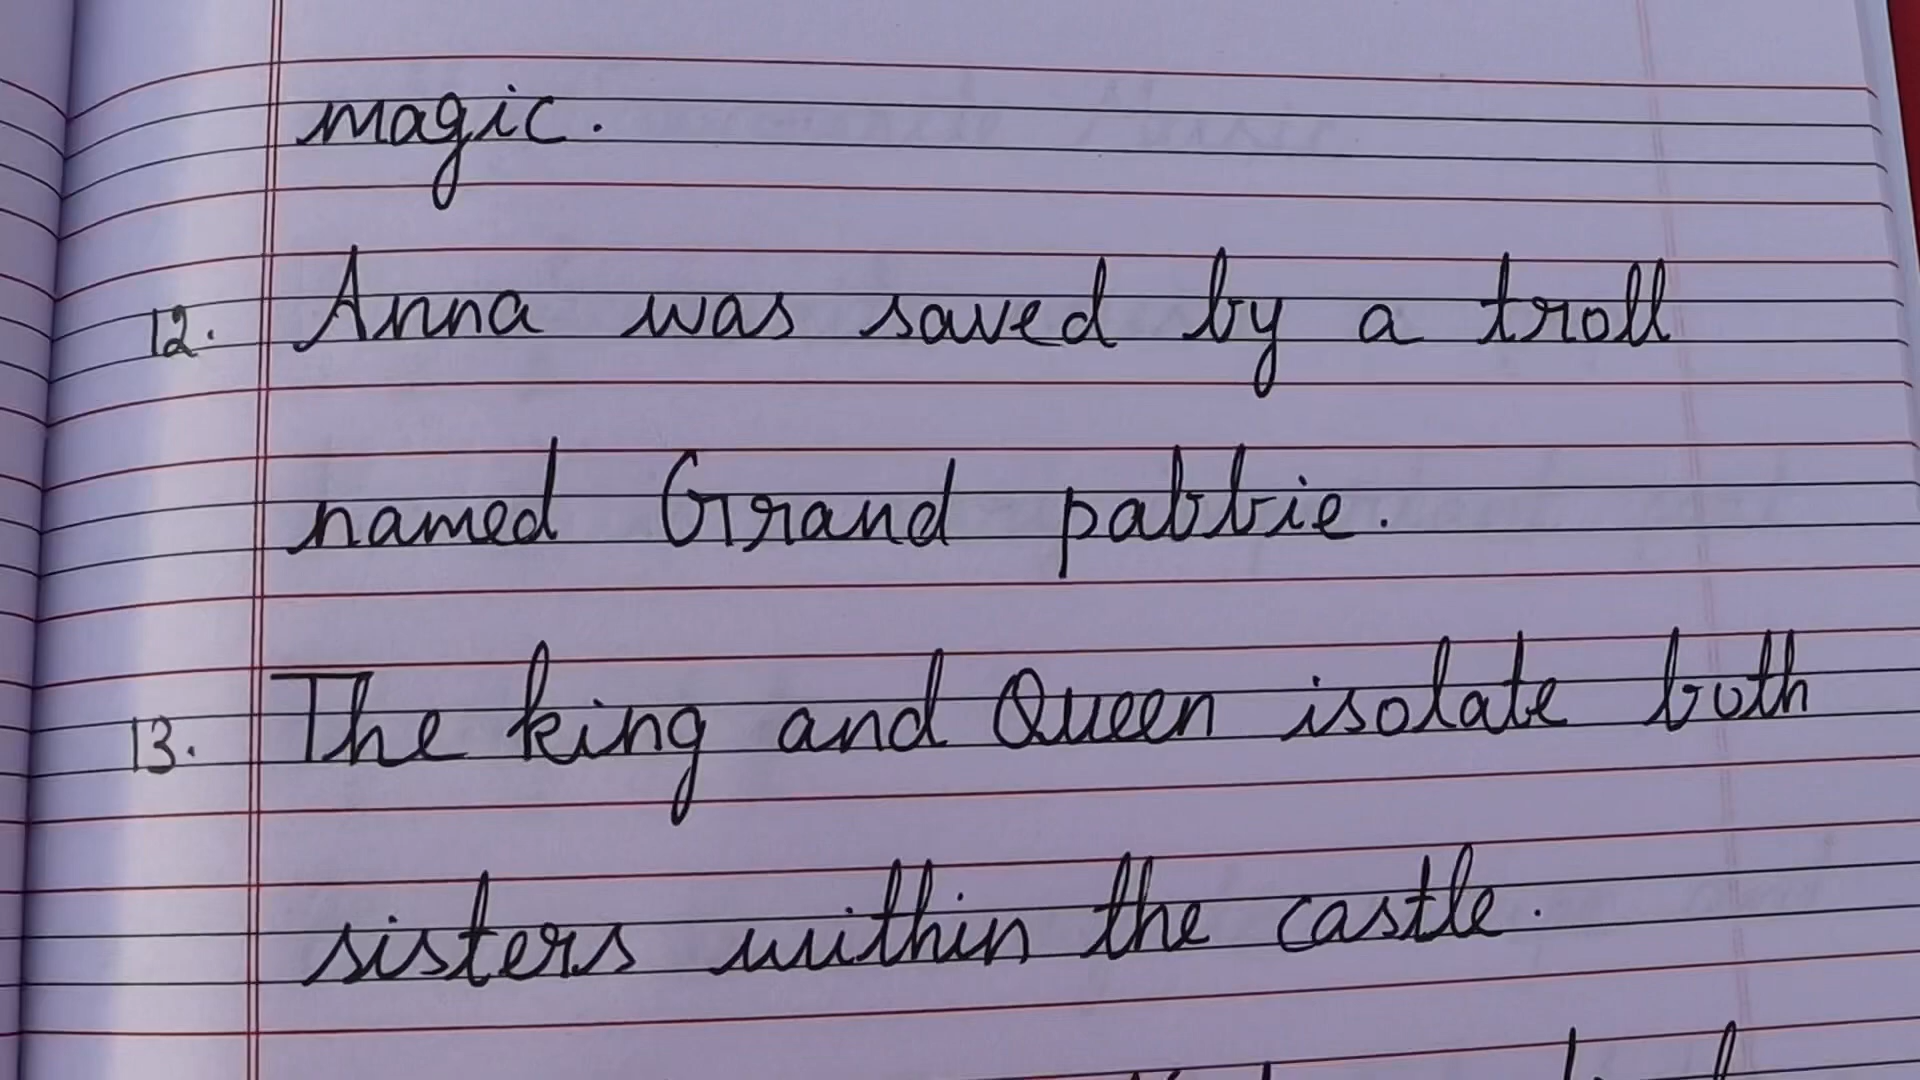 magic.
12. Anna was saved by a troll
named Grand pabbie.
13. The king and Queen isolate both
sisters within the castle.